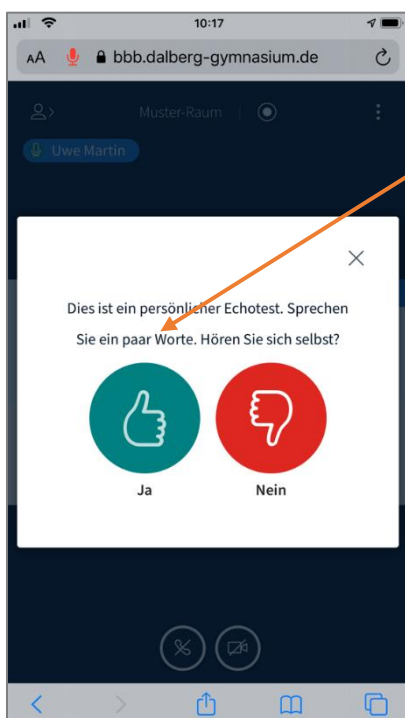 10:17
AA bbb.dalberg-gymnasium.de
Muster-Raum
Uwe Martin
Dies ist ein persönlicher Echotest. Sprechen
Sie ein paar Worte. Hören Sie sich selbst?
Ja Nein